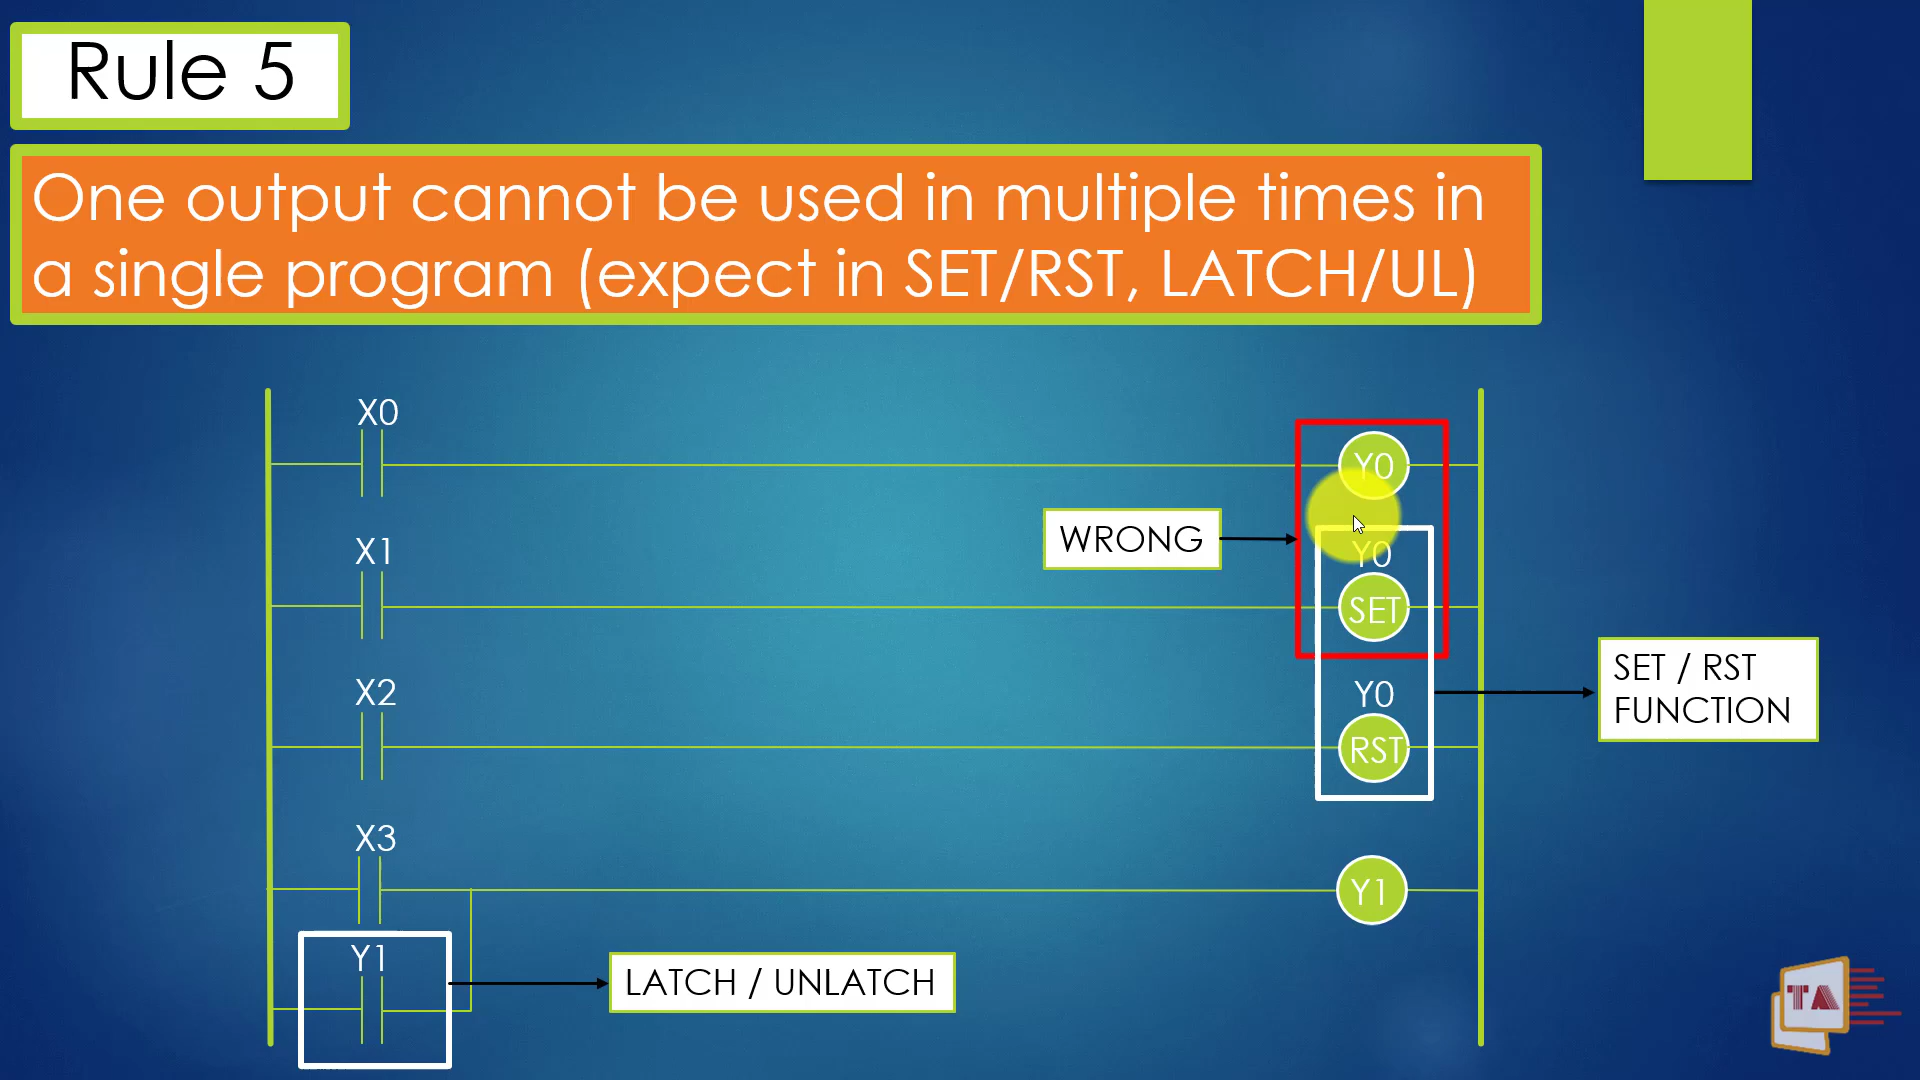 Rule 5
One output cannot be used in multiple times in
a single program (expect in SET/RST, LATCH/UL)
X0
Y0
WRONG
X1
Y0
SET
SET / RST
FUNCTION
X2
Y0
RST
X3
Y1
Y1
LATCH / UNLATCH
TA